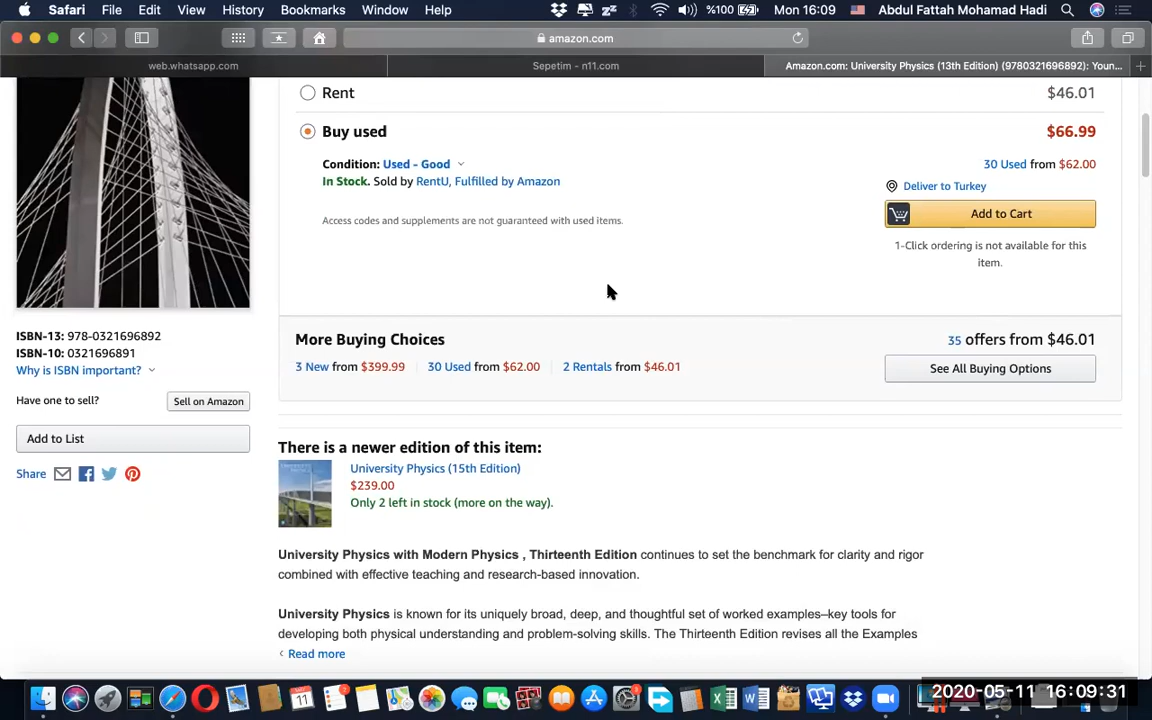 Safari File Edit View History Bookmarks Window Help %100 Mon 16:09 Abdul Fattah Mohamad Hadi
amazon.com
web.whatsapp.com Sepetim - n11.com Amazon.com: University Physics (13th Edition) (9780321696892): Youn...
Rent $46.01
Buy used $66.99
Condition: Used - Good
30 Used from $62.00
In Stock. Sold by RentU, Fulfilled by Amazon
Deliver to Turkey
Add to Cart
Access codes and supplements are not guaranteed with used items.
1-Click ordering is not available for this
item.
ISBN-13: 978-0321696892
ISBN-10: 0321696891
Why is ISBN important?
Have one to sell? Sell on Amazon
Add to List
Share
More Buying Choices
35 offers from $46.01
3 New from $399.99 30 Used from $62.00 2 Rentals from $46.01
See All Buying Options
There is a newer edition of this item:
University Physics (15th Edition)
$239.00
Only 2 left in stock (more on the way).
University Physics with Modern Physics , Thirteenth Edition continues to set the benchmark for clarity and rigor
combined with effective teaching and research-based innovation.
University Physics is known for its uniquely broad, deep, and thoughtful set of worked examples–key tools for
developing both physical understanding and problem-solving skills. The Thirteenth Edition revises all the Examples
Read more
11
2020-05-11 16:09:31